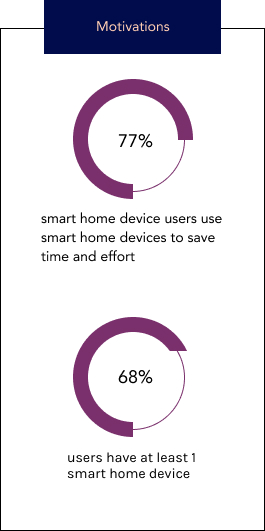 Motivations
77%
smart home device users use
smart home devices to save
time and effort
68%
users have at least 1
smart home device